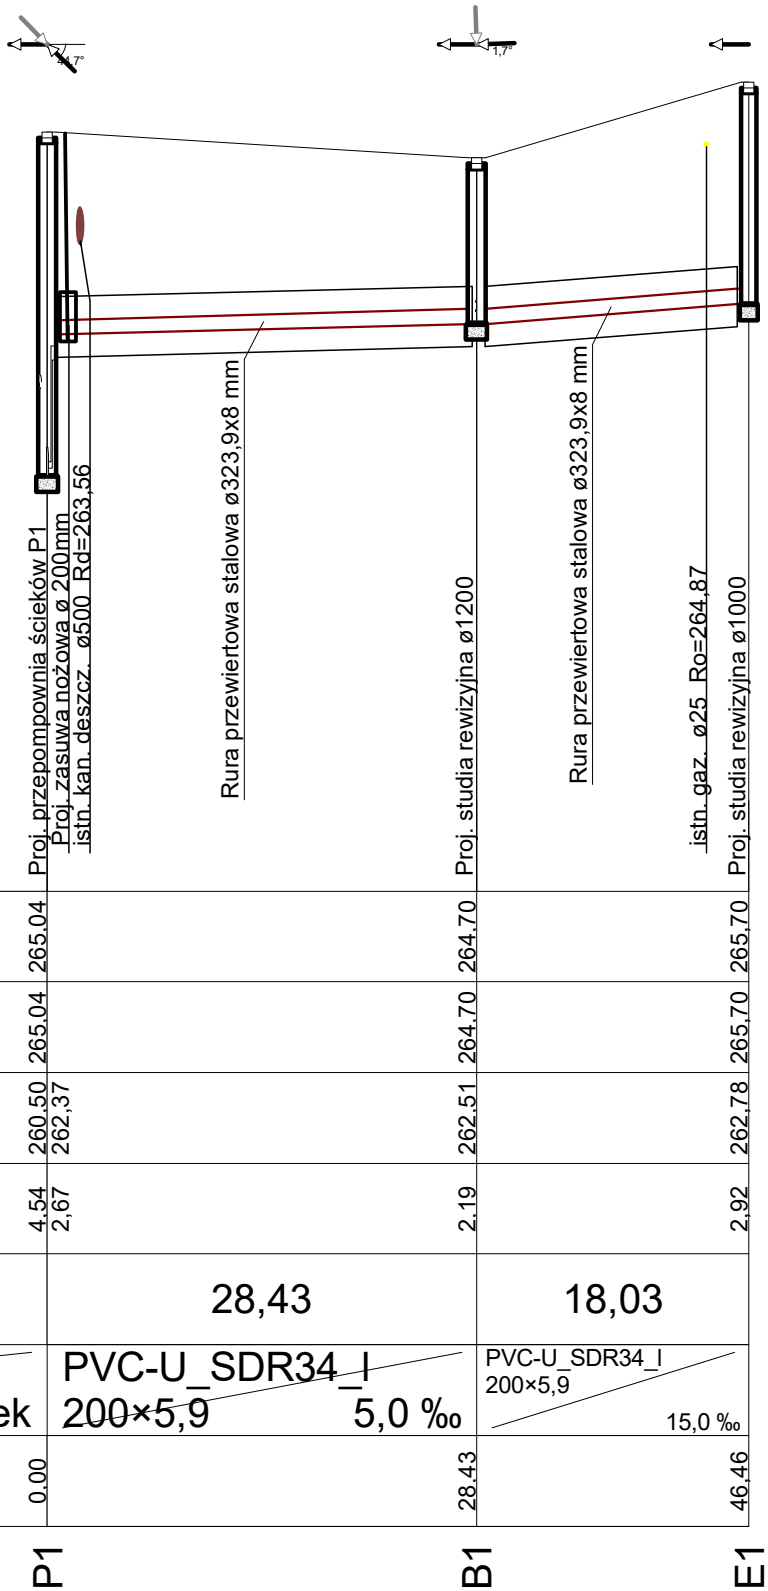 44,7°
1,7°
Proj. przepompownia ścieków P1
Proj. zasuwa nożowa ø 200mm
istn. kan. deszcz. ø500 Rd=263,56
Rura przewiertowa stalowa ø323,9x8 mm
Proj. studia rewizyjna ø1200
Rura przewiertowa stalowa ø323,9x8 mm
istn. gaz. ø25 Ro=264,87
Proj. studia rewizyjna ø1000
265.04
264.70
265,70
265.04
264.70
265,70
260.50
262,37
262.51
262,78
4.54
2,67
2.19
2,92
28,43
18,03
PVC-U_SDR34_I
200×5,9 5,0 ‰
PVC-U_SDR34_I
200×5,9
15,0 ‰
ek
0.00
28.43
46,46
P1
B1
E1